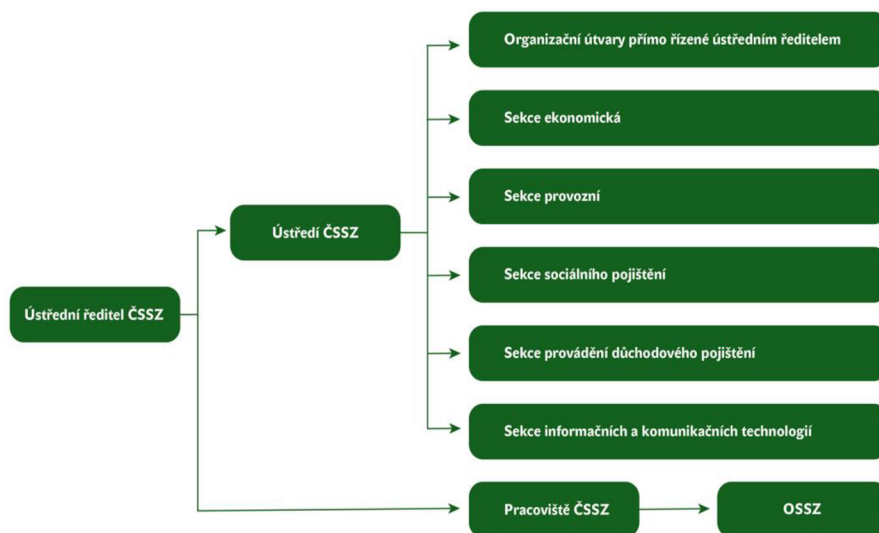 Organizační útvary přímo řízené ústředním ředitelem
Sekce ekonomická
Sekce provozní
Ústředí ČSSZ
Sekce sociálního pojištění
Ústřední ředitel ČSSZ
Sekce provádění důchodového pojištění
Sekce informačních a komunikačních technologií
Pracoviště ČSSZ
OSSZ